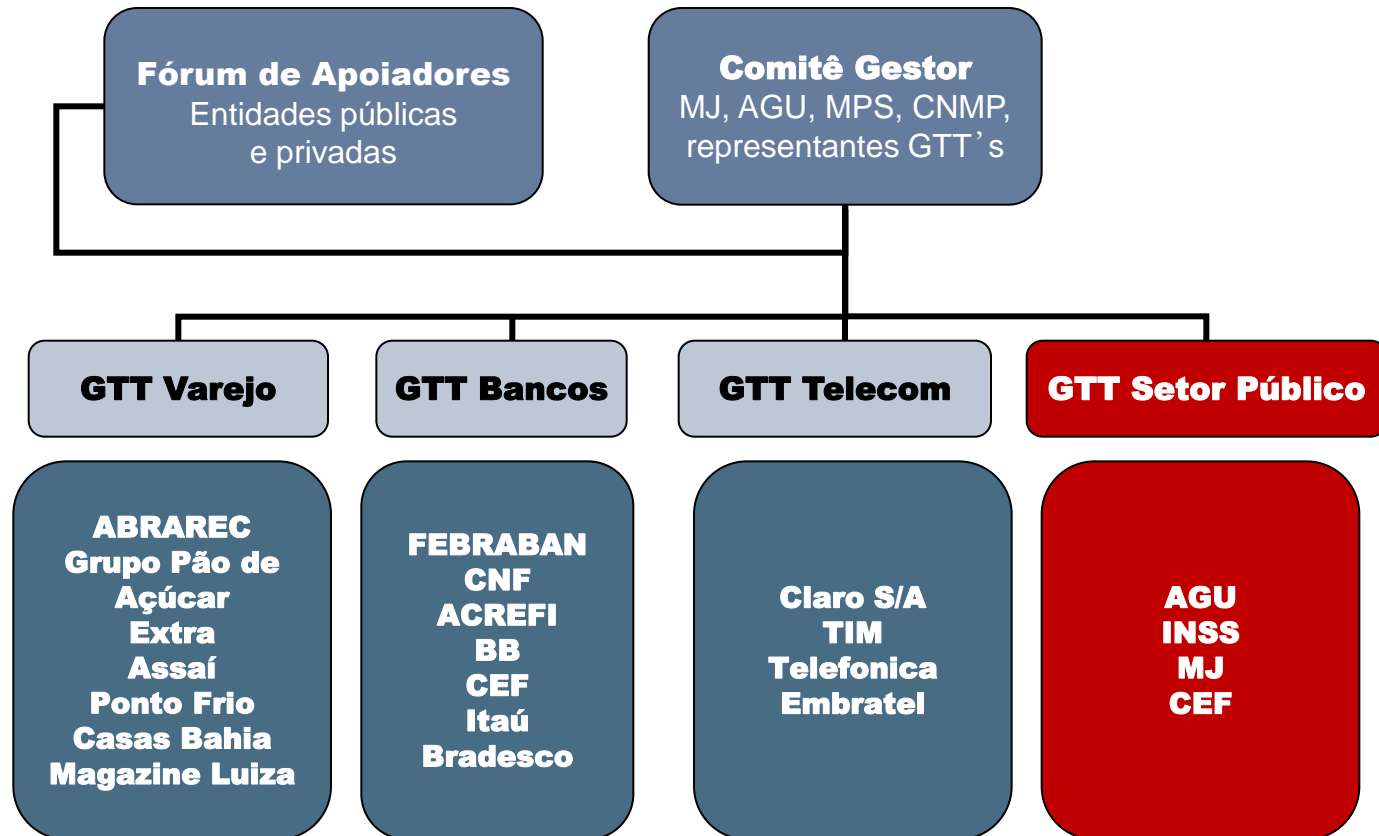 Fórum de Apoiadores
Entidades públicas
e privadas
Comitê Gestor
MJ, AGU, MPS, CNMP,
representantes GTT´s
GTT Varejo
GTT Bancos
GTT Telecom
GTT Setor Público
ABRAREC
Grupo Pão de
Açúcar
Extra
Assaí
Ponto Frio
Casas Bahia
Magazine Luiza
FEBRABAN
CNF
ACREFI
BB
CEF
Itaú
Bradesco
Claro S/A
TIM
Telefonica
Embratel
AGU
INSS
MJ
CEF